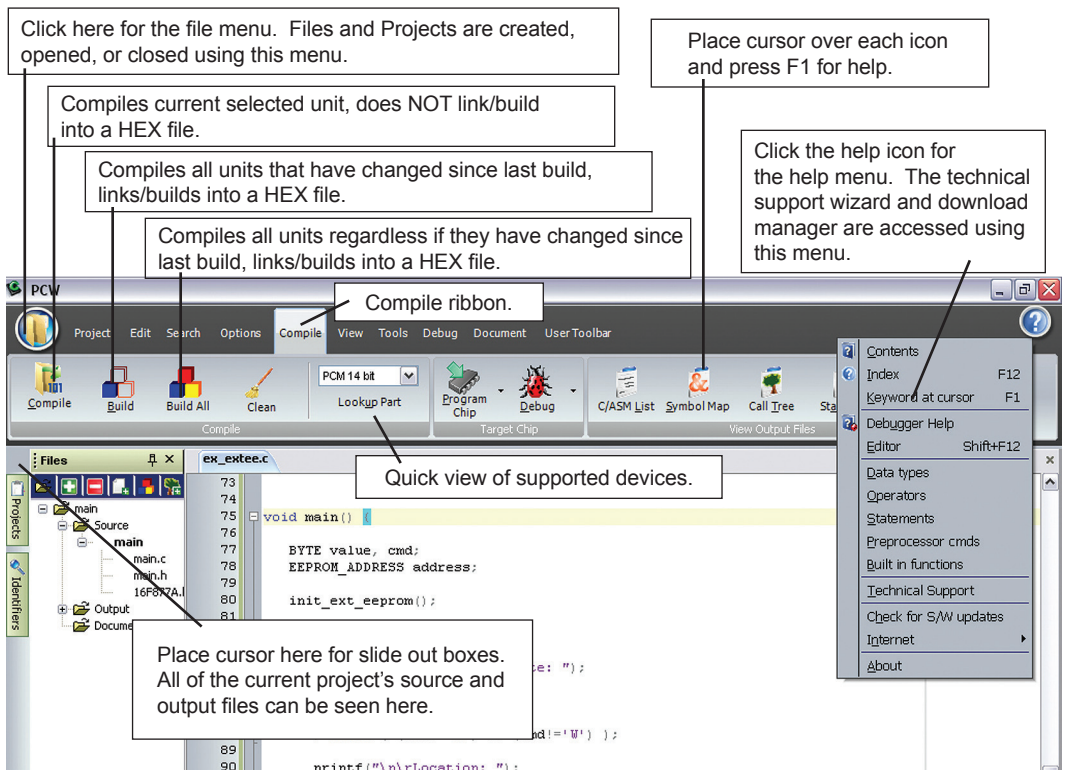 Click here for the file menu.  Files and Projects are created,
opened, or closed using this menu.
Place cursor over each icon
and press F1 for help.
Compiles current selected unit, does NOT link/build
into a HEX file.
Click the help icon for
the help menu.  The technical
support wizard and download
manager are accessed using
this menu.
Compiles all units that have changed since last build,
links/builds into a HEX file.
Compiles all units regardless if they have changed since
last build, links/builds into a HEX file.
PCW
Compile ribbon.
Project Edit Search Options Compile View Tools Debug Document User Toolbar
Compile
Build
Build All
Clean
PCM 14 bit
Lookup Part
Program
Chip
Debug
C/ASM List
Symbol Map
Call Tree
Compile
Target Chip
View Output Files
Contents
Index F12
Keyword at cursor F1
Debugger Help
Editor Shift+F12
Data types
Operators
Statements
Preprocessor cmds
Built in functions
Technical Support
Check for S/W updates
Internet
About
Files
ex_extee.c
Quick view of supported devices.
Projects
Identifiers
main
Source
main
main.c
main.h
16F877A.
Output
73
74
75 void main() {
76
77 BYTE value, cmd;
78 EEPROM_ADDRESS address;
79
80 init_ext_eeprom();
81
Place cursor here for slide out boxes.
All of the current project's source and
output files can be seen here.
: ");
!='W') );
89
90 printf("\n\rLocation: ");